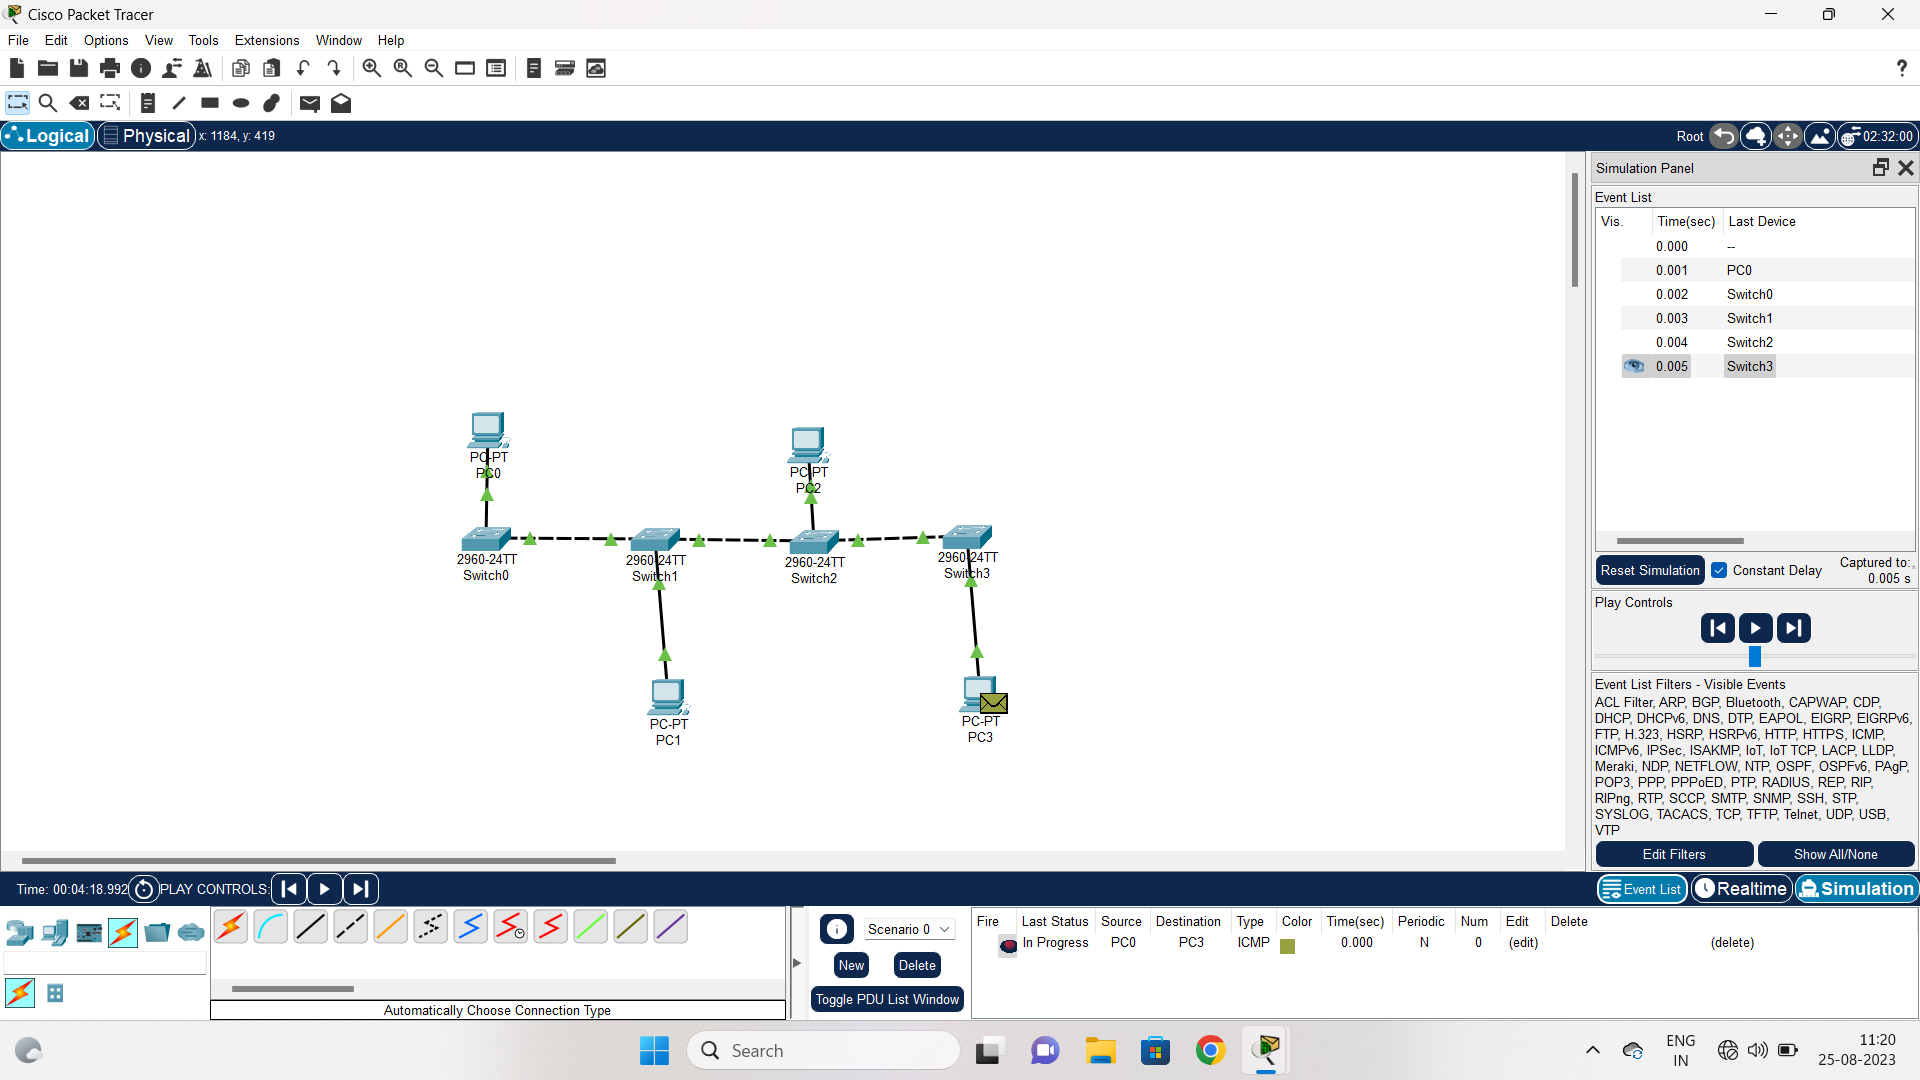 Cisco Packet Tracer
File Edit Options View Tools Extensions Window Help
?
Logical Physical x: 1184, y: 419 Root 02:32:00
Simulation Panel
Event List
Vis. Time(sec) Last Device
0.000 --
0.001 PC0
0.002 Switch0
0.003 Switch1
0.004 Switch2
0.005 Switch3
PC-PT
PC0
PC-PT
PC2
2960-24TT
Switch0
2960-24TT
Switch1
2960-24TT
Switch2
2960-24TT
Switch3
PC-PT
PC1
PC-PT
PC3
Reset Simulation Constant Delay Captured to:
0.005 s
Play Controls
Event List Filters - Visible Events
ACL Filter, ARP, BGP, Bluetooth, CAPWAP, CDP,
DHCP, DHCPv6, DNS, DTP, EAPOL, EIGRP, EIGRPv6,
FTP, H.323, HSRP, HSRPv6, HTTP, HTTPS, ICMP,
ICMPv6, IPSec, ISAKMP, IoT, IoT TCP, LACP, LLDP,
Meraki, NDP, NETFLOW, NTP, OSPF, OSPFv6, PAgP,
POP3, PPP, PPPoED, PTP, RADIUS, REP, RIP,
RIPng, RTP, SCCP, SMTP, SNMP, SSH, STP,
SYSLOG, TACACS, TCP, TFTP, Telnet, UDP, USB,
VTP
Edit Filters Show All/None
Time: 00:04:18.992 PLAY CONTROLS: Event List Realtime Simulation
Scenario 0
New Delete
Toggle PDU List Window
Fire Last Status Source Destination Type Color Time(sec) Periodic Num Edit Delete
In Progress PC0 PC3 ICMP 0.000 N 0 (edit) (delete)
Automatically Choose Connection Type
Search
ENG
IN
11:20
25-08-2023